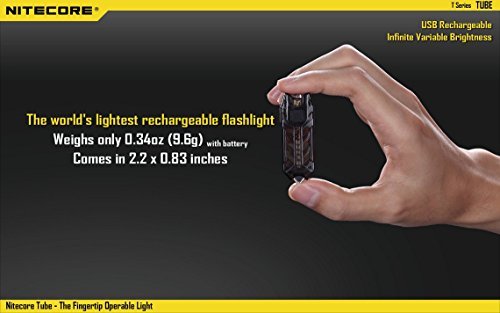 NITECORE®
T Series TUBE
USB Rechargeable
Infinite Variable Brightness
The world's lightest rechargeable flashlight
Weighs only 0.34oz (9.6g) with battery
Comes in 2.2 x 0.83 inches
Nitecore Tube - The Fingertip Operable Light